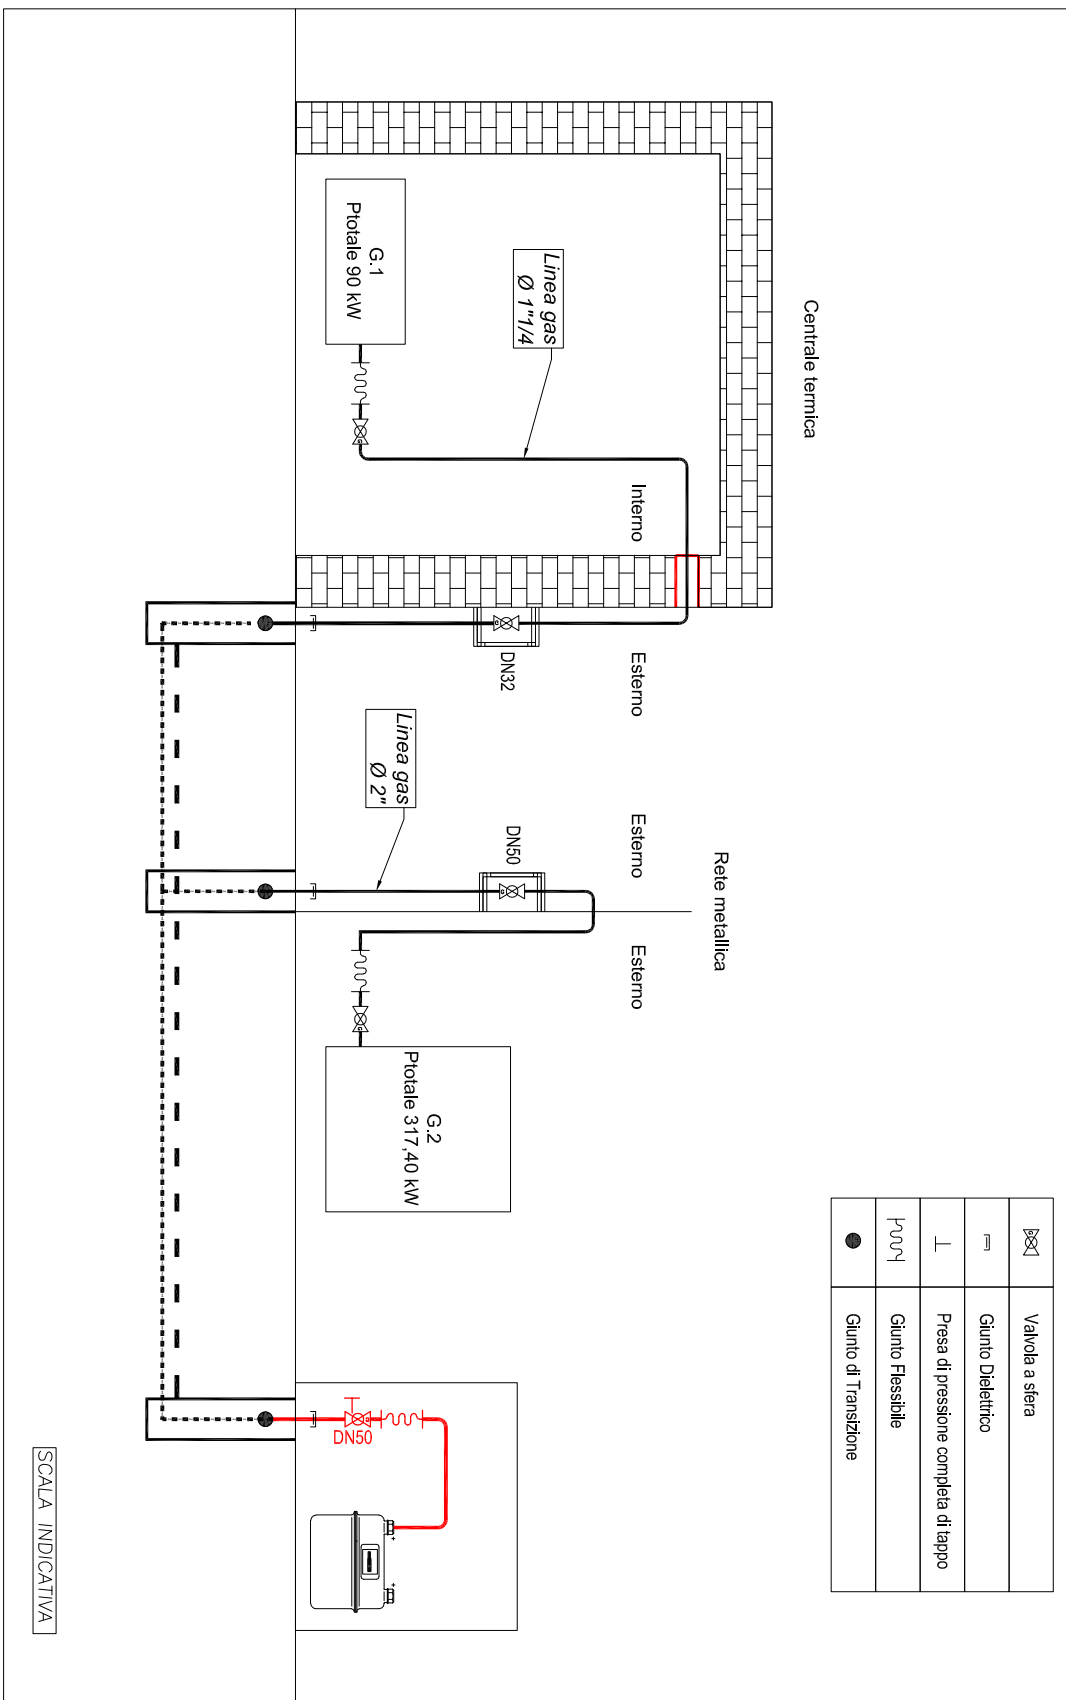 Centrale termica
Linea gas
Ø 1"1/4
G.1
Ptotale 90 kW
Interno
Esterno
DN32
Rete metallica
Esterno
Esterno
DN50
Linea gas
Ø 2"
G.2
Ptotale 317,40 kW
DN50
Valvola a sfera
Giunto Dielettrico
Presa di pressione completa di tappo
Giunto Flessibile
Giunto di Transizione
SCALA INDICATIVA